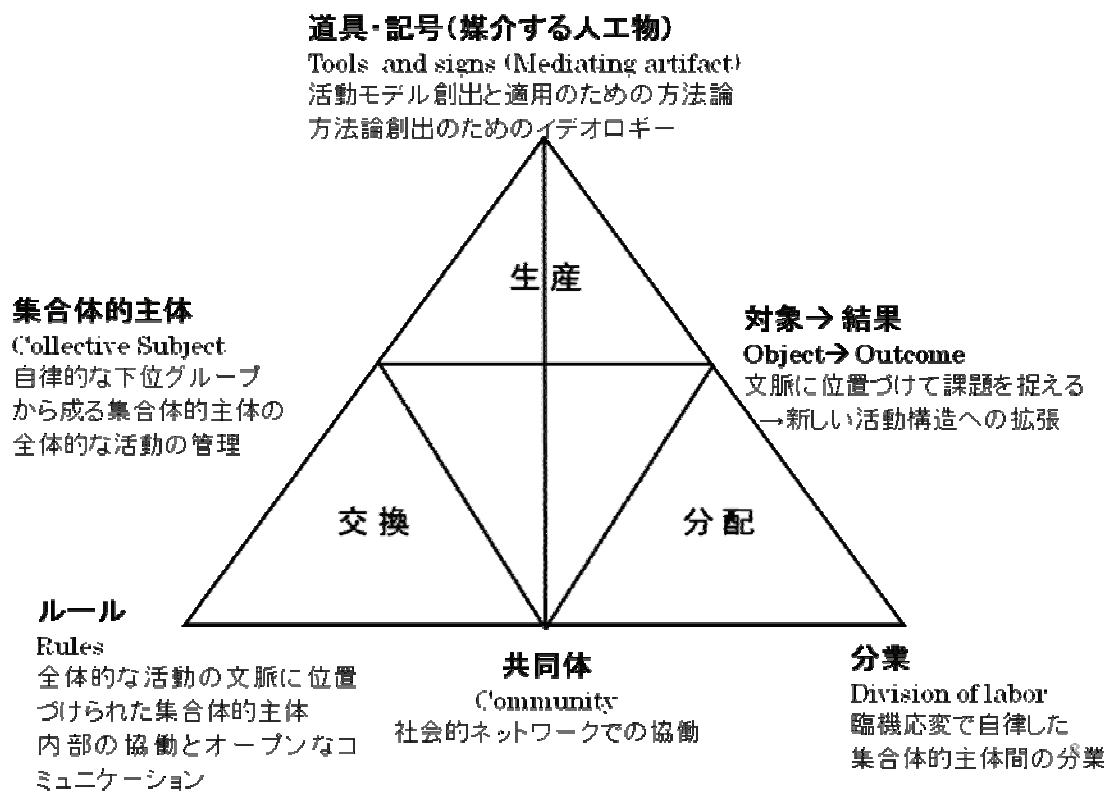 道具・記号(媒介する人工物)
Tools and signs (Mediating artifact)
活動モデル創出と適用のための方法論
方法論創出のためのイデオロギー
生産
集合体的主体
Collective Subject
自律的な下位グループ
から成る集合体的主体の
全体的な活動の管理
対象→結果
Object→Outcome
文脈に位置づけて課題を捉える
→新しい活動構造への拡張
交換
分配
ルール
Rules
全体的な活動の文脈に位置
づけられた集合体的主体
内部の協働とオープンなコ
ミュニケーション
共同体
Community
社会的ネットワークでの協働
分業
Division of labor
臨機応変で自律した
集合体的主体間の分業